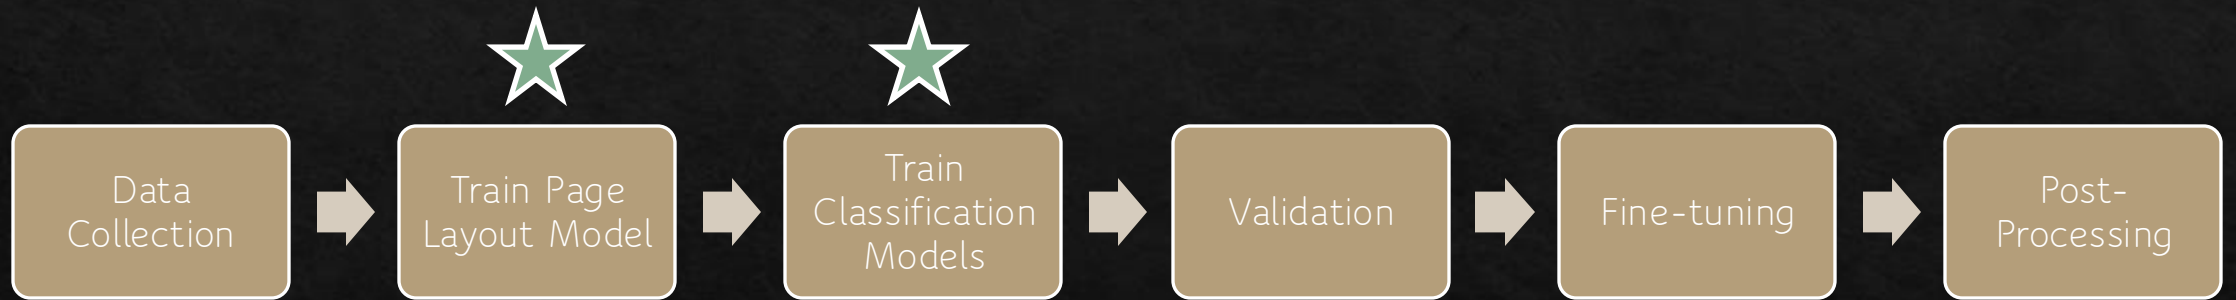 Data
Collection
Train Page
Layout Model
Train
Classification
Models
Validation
Fine-tuning
Post-
Processing